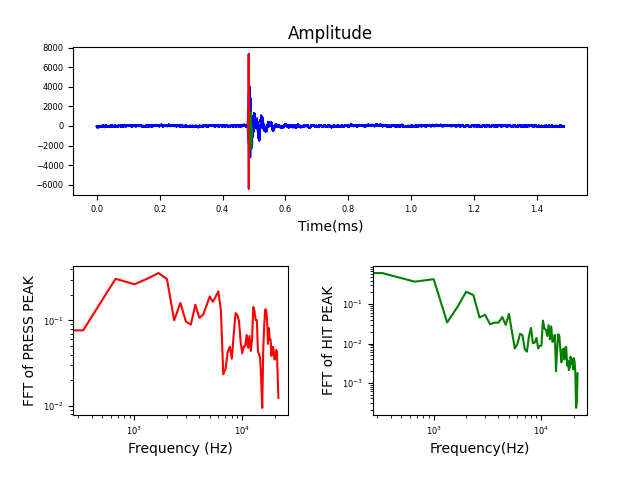 Amplitude
8000
6000
4000
2000
0
−2000
−4000
−6000
0.0 0.2 0.4 0.6 0.8 1.0 1.2 1.4
Time(ms)
FFT of PRESS PEAK
10⁻¹
10⁻²
10³ 10⁴
Frequency (Hz)
FFT of HIT PEAK
10⁻¹
10⁻²
10⁻³
10³ 10⁴
Frequency(Hz)